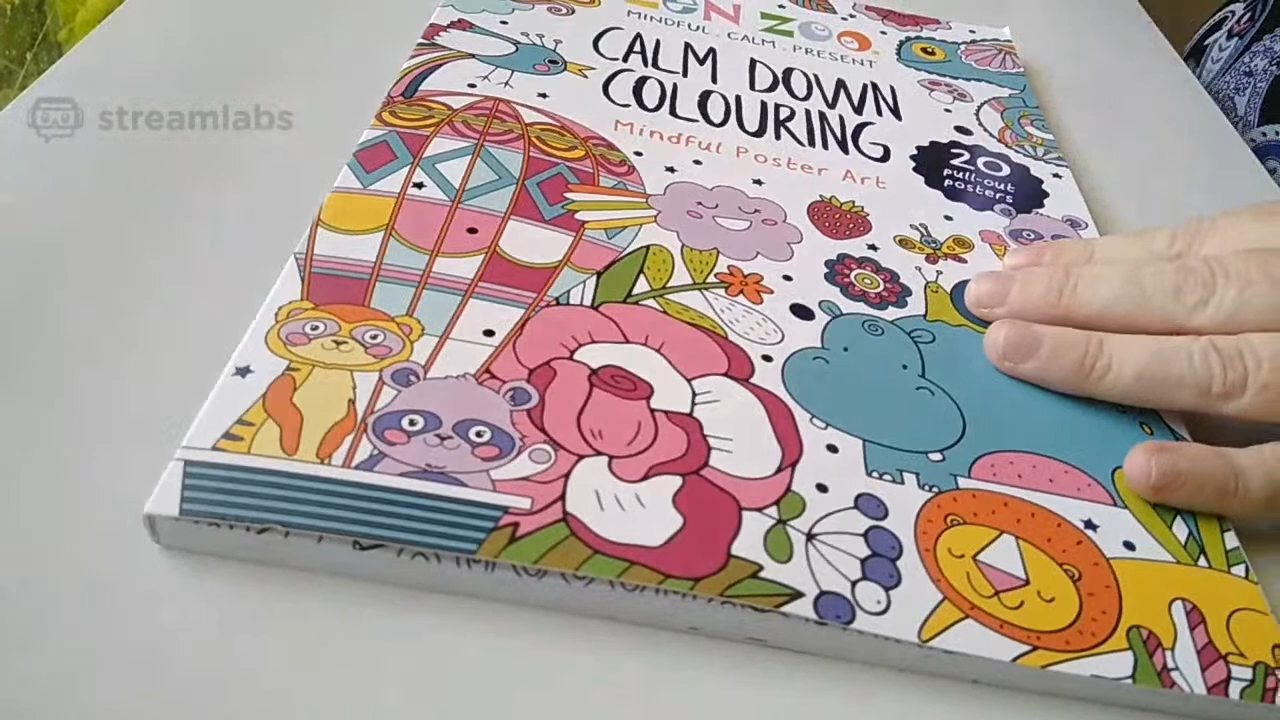 ZEN ZOO
MINDFUL. CALM. PRESENT
CALM DOWN
COLOURING
Mindful Poster Art
20
pull-out
posters
streamlabs